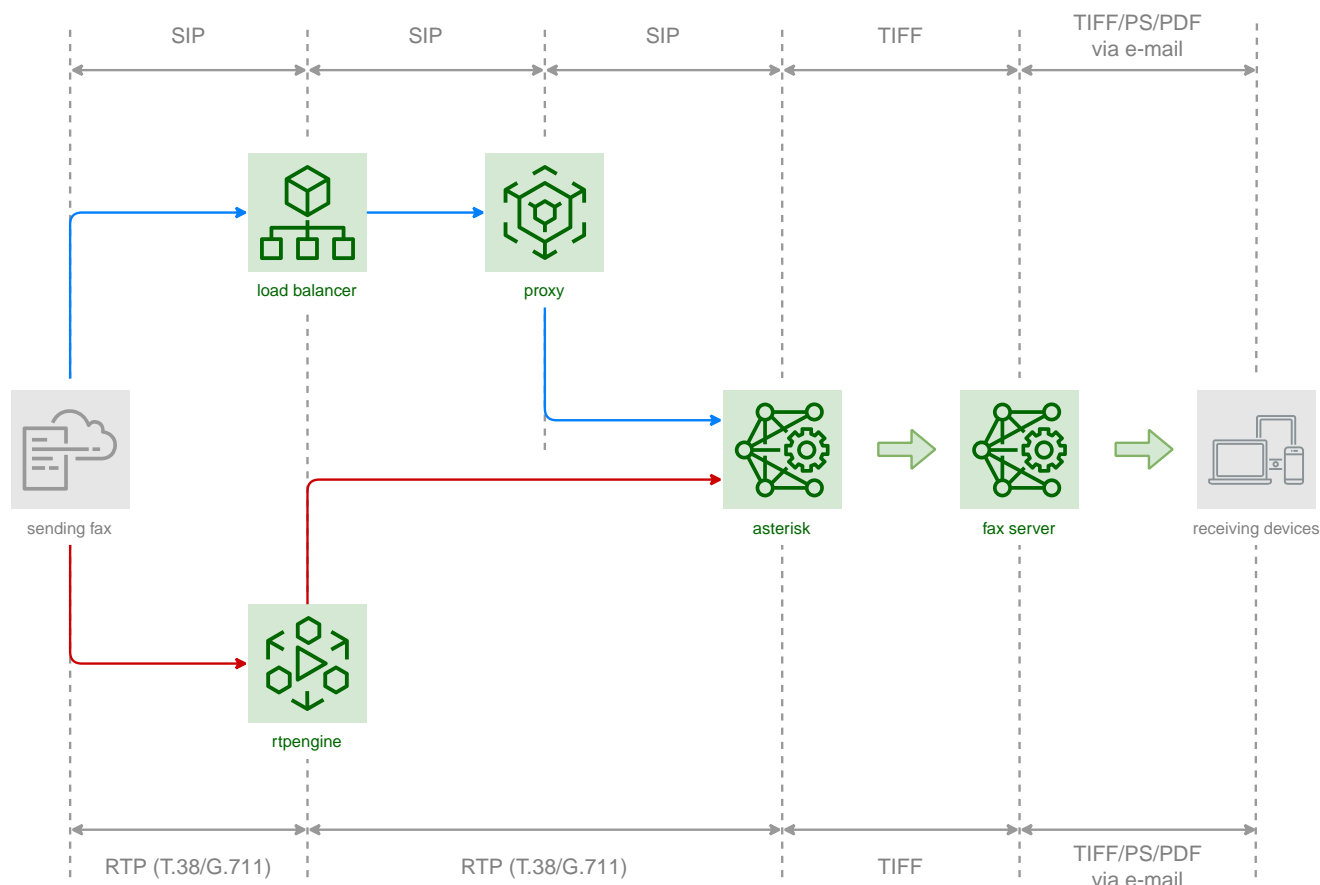 SIP
SIP
SIP
TIFF
TIFF/PS/PDF
via e-mail
load balancer
proxy
sending fax
asterisk
fax server
receiving devices
rtpengine
RTP (T.38/G.711)
RTP (T.38/G.711)
TIFF
TIFF/PS/PDF
via e-mail